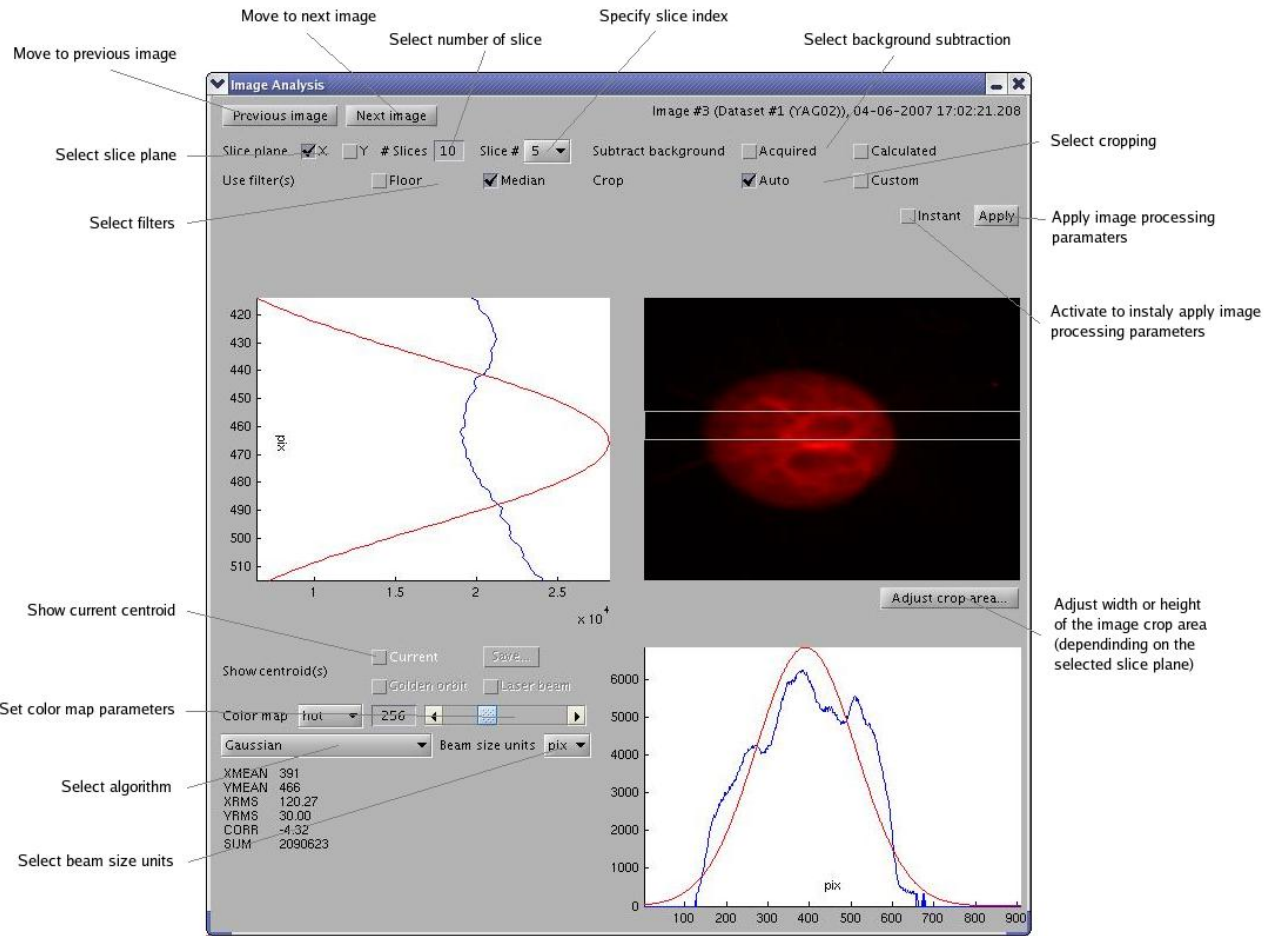 Move to next image
Specify slice index
Select number of slice
Select background subtraction
Move to previous image
Image Analysis
Previous image
Next image
Image #3 (Dataset #1 (YAG02)), 04-06-2007 17:02:21.208
Select slice plane
Slice plane X Y # Slices 10 Slice # 5 Subtract background Acquired Calculated
Select cropping
Use filter(s) Floor Median Crop Auto Custom
Select filters
Instant Apply
Apply image processing
paramaters
Activate to instaly apply image
processing parameters
420
430
440
450
460
470
480
490
500
510
pix
1 1.5 2 2.5
x 10^4
Adjust crop area...
Adjust width or height
of the image crop area
(dependinding on the
selected slice plane)
Show current centroid
Show centroid(s)
Current Save...
Golden orbit Laser beam
Set color map parameters
Color map hot 256
Gaussian Beam size units pix
Select algorithm
XMEAN 391
YMEAN 466
XRMS 120.27
YRMS 30.00
CORR -4.32
SUM 2090623
Select beam size units
6000
5000
4000
3000
2000
1000
0
pix
100 200 300 400 500 600 700 800 900